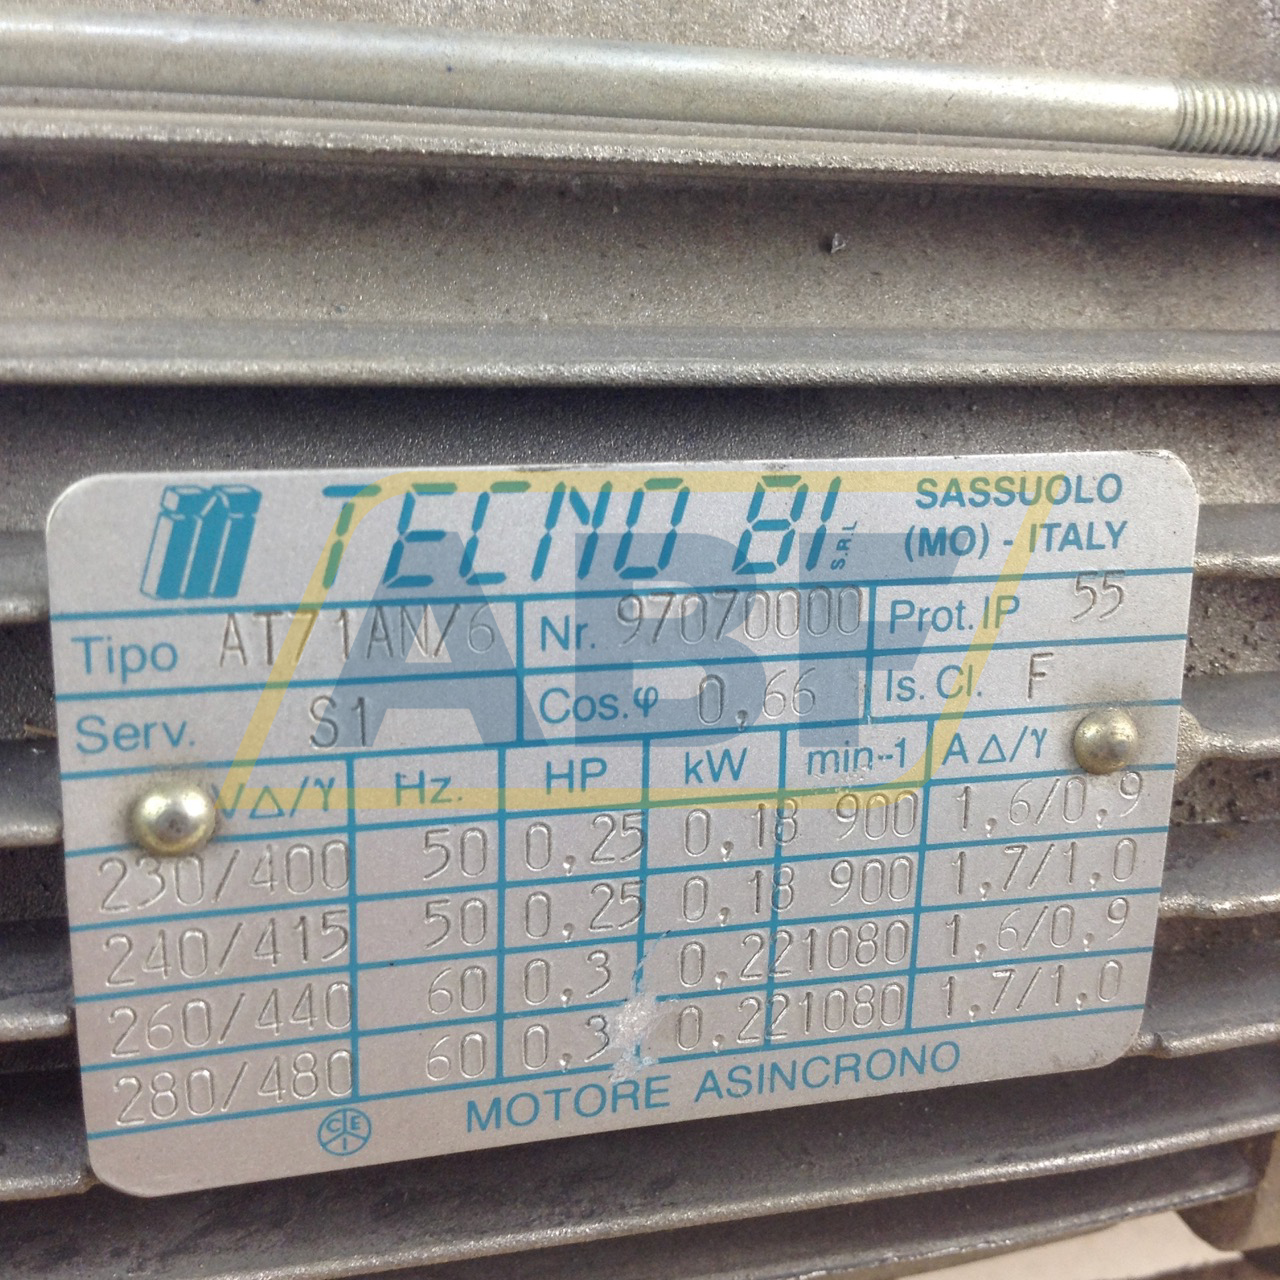 TECNO BI S.R.L
SASSUOLO
(MO) - ITALY
Tipo AT71AN/6 Nr. 97070000 Prot. IP 55
Serv. S1 Cos.φ 0,66 Is. Cl. F
V∆/Y Hz. HP kW min-1 A ∆/Y
230/400 50 0,25 0,18 900 1,6/0,9
240/415 50 0,25 0,18 900 1,7/1,0
260/440 60 0,3 0,22 1080 1,6/0,9
280/480 60 0,3 0,22 1080 1,7/1,0
CEI MOTORE ASINCRONO
ABF